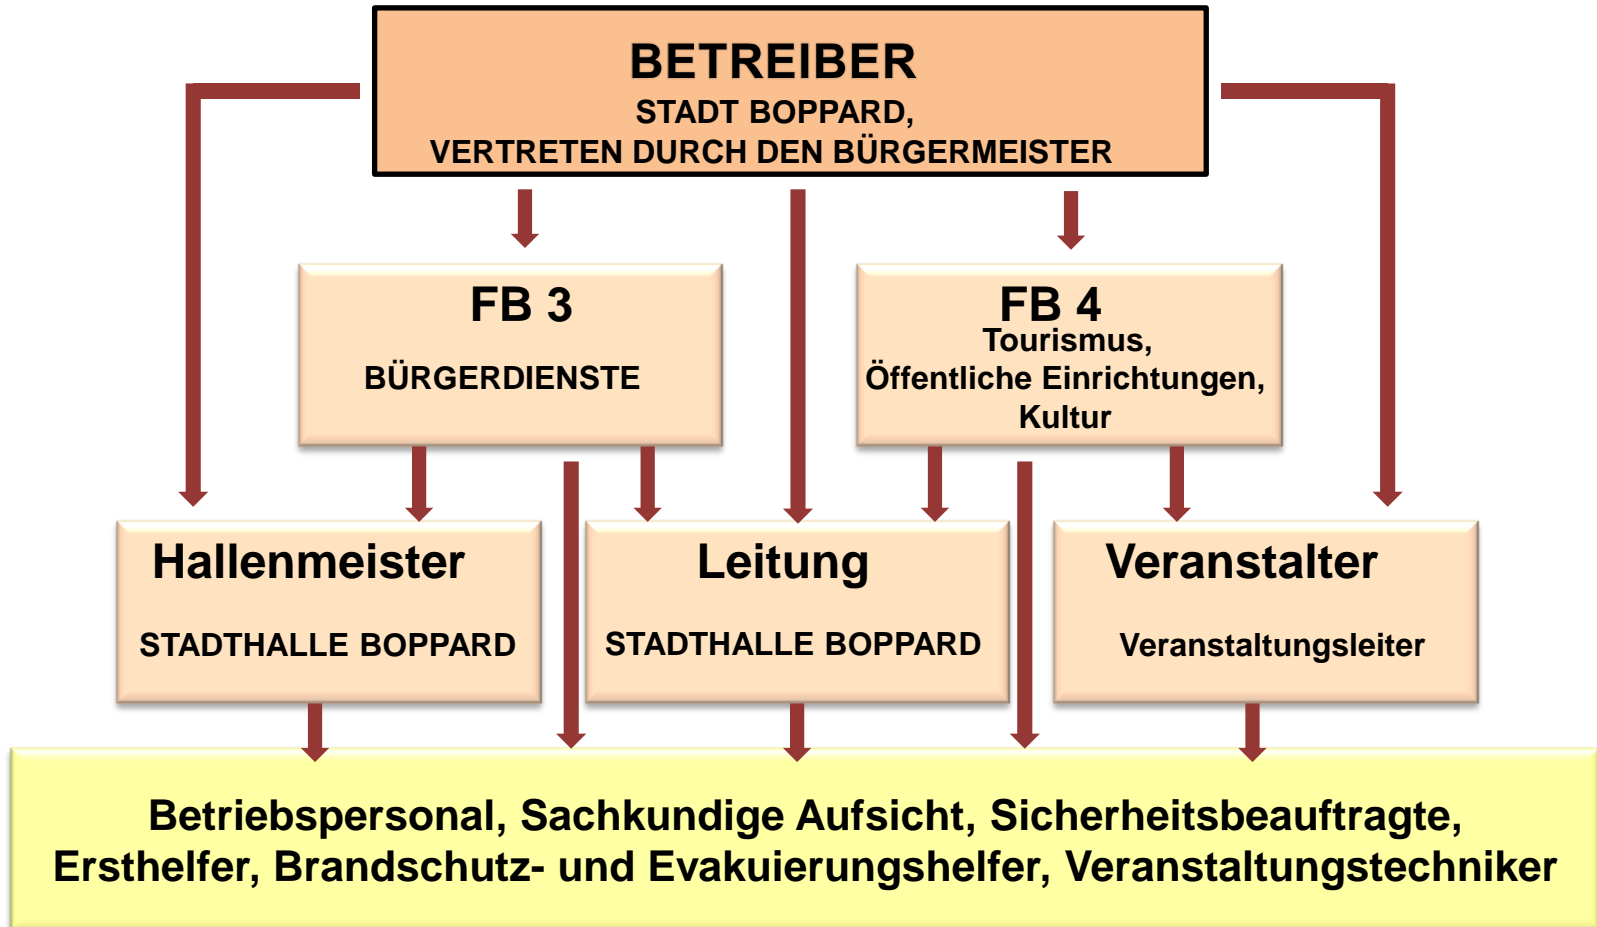 BETREIBER
STADT BOPPARD,
VERTRETEN DURCH DEN BÜRGERMEISTER
FB 3
BÜRGERDIENSTE
FB 4
Tourismus,
Öffentliche Einrichtungen,
Kultur
Hallenmeister
STADTHALLE BOPPARD
Leitung
STADTHALLE BOPPARD
Veranstalter
Veranstaltungsleiter
Betriebspersonal, Sachkundige Aufsicht, Sicherheitsbeauftragte,
Ersthelfer, Brandschutz- und Evakuierungshelfer, Veranstaltungstechniker